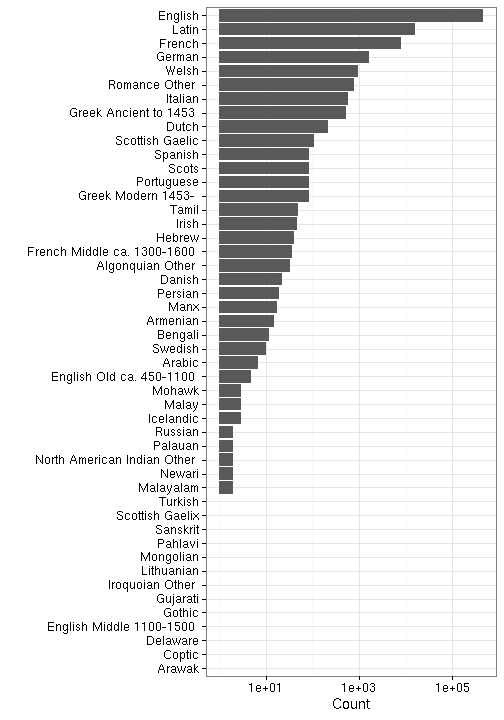 English
Latin
French
German
Welsh
Romance Other
Italian
Greek Ancient to 1453
Dutch
Scottish Gaelic
Spanish
Scots
Portuguese
Greek Modern 1453-
Tamil
Irish
Hebrew
French Middle ca. 1300-1600
Algonquian Other
Danish
Persian
Manx
Armenian
Bengali
Swedish
Arabic
English Old ca. 450-1100
Mohawk
Malay
Icelandic
Russian
Palauan
North American Indian Other
Newari
Malayalam
Turkish
Scottish Gaelix
Sanskrit
Pahlavi
Mongolian
Lithuanian
Iroquoian Other
Gujarati
Gothic
English Middle 1100-1500
Delaware
Coptic
Arawak
1e+01 1e+03 1e+05
Count